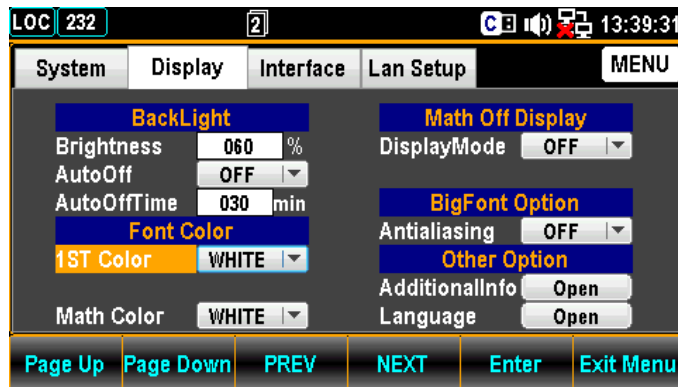 LOC 232 2 C 13:39:31
System Display Interface Lan Setup MENU
BackLight
Brightness 060 %
AutoOff OFF
AutoOffTime 030 min
Font Color
1ST Color WHITE
Math Color WHITE
Math Off Display
DisplayMode OFF
BigFont Option
Antialiasing OFF
Other Option
AdditionalInfo Open
Language Open
Page Up Page Down PREV NEXT Enter Exit Menu